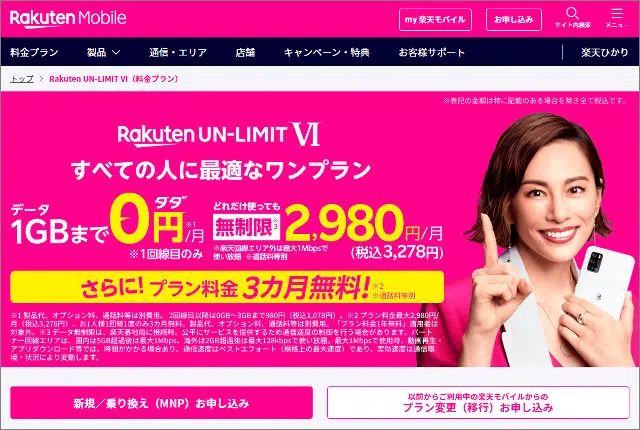 Rakuten Mobile
my 楽天モバイル
お申し込み
サイト内検索
メニュー
料金プラン
製品
通信・エリア
店舗
キャンペーン・特典
お客様サポート
楽天ひかり
トップ > Rakuten UN-LIMIT VI（料金プラン）
※表記の金額は特に記載のある場合を除き全て税込です。
Rakuten UN-LIMIT VI
すべての人に最適なワンプラン
データ
1GBまで
タダ
0円/月
※1
※1回線目のみ
どれだけ使っても
無制限※3
2,980円/月
※楽天回線エリア外は最大1Mbpsで
使い放題 ※通話料等別
(税込3,278円)
さらに! プラン料金 3カ月無料!※2
※通話料等別
※1 製品代、オプション料、通話料等は別費用。 2回線目以降は0GB〜3GBまで980円（税込1,078円）。※2 プラン料金最大2,980円/
月（税込3,278円）、お1人様1回線1度のみ3カ月無料。製品代、オプション料、通話料等は別費用。「プラン料金1年無料」適用者は
対象外。※3 データ無制限は、楽天基地局に接続時。公平にサービスを提供するため通信速度の制御を行う場合があります。パート
ナー回線エリアは、国内は5GB超過後は最大1Mbps、海外は2GB超過後は最大128kbpsで使い放題。最大1Mbpsで使用時、動画再生・
アプリダウンロード等では、時間がかかる場合あり。通信速度はベストエフォート（規格上の最大速度）であり、実効速度は通信環
境・状況により変動します。
新規／乗り換え（MNP）お申し込み
以前からご利用中の楽天モバイルからの
プラン変更（移行）お申し込み